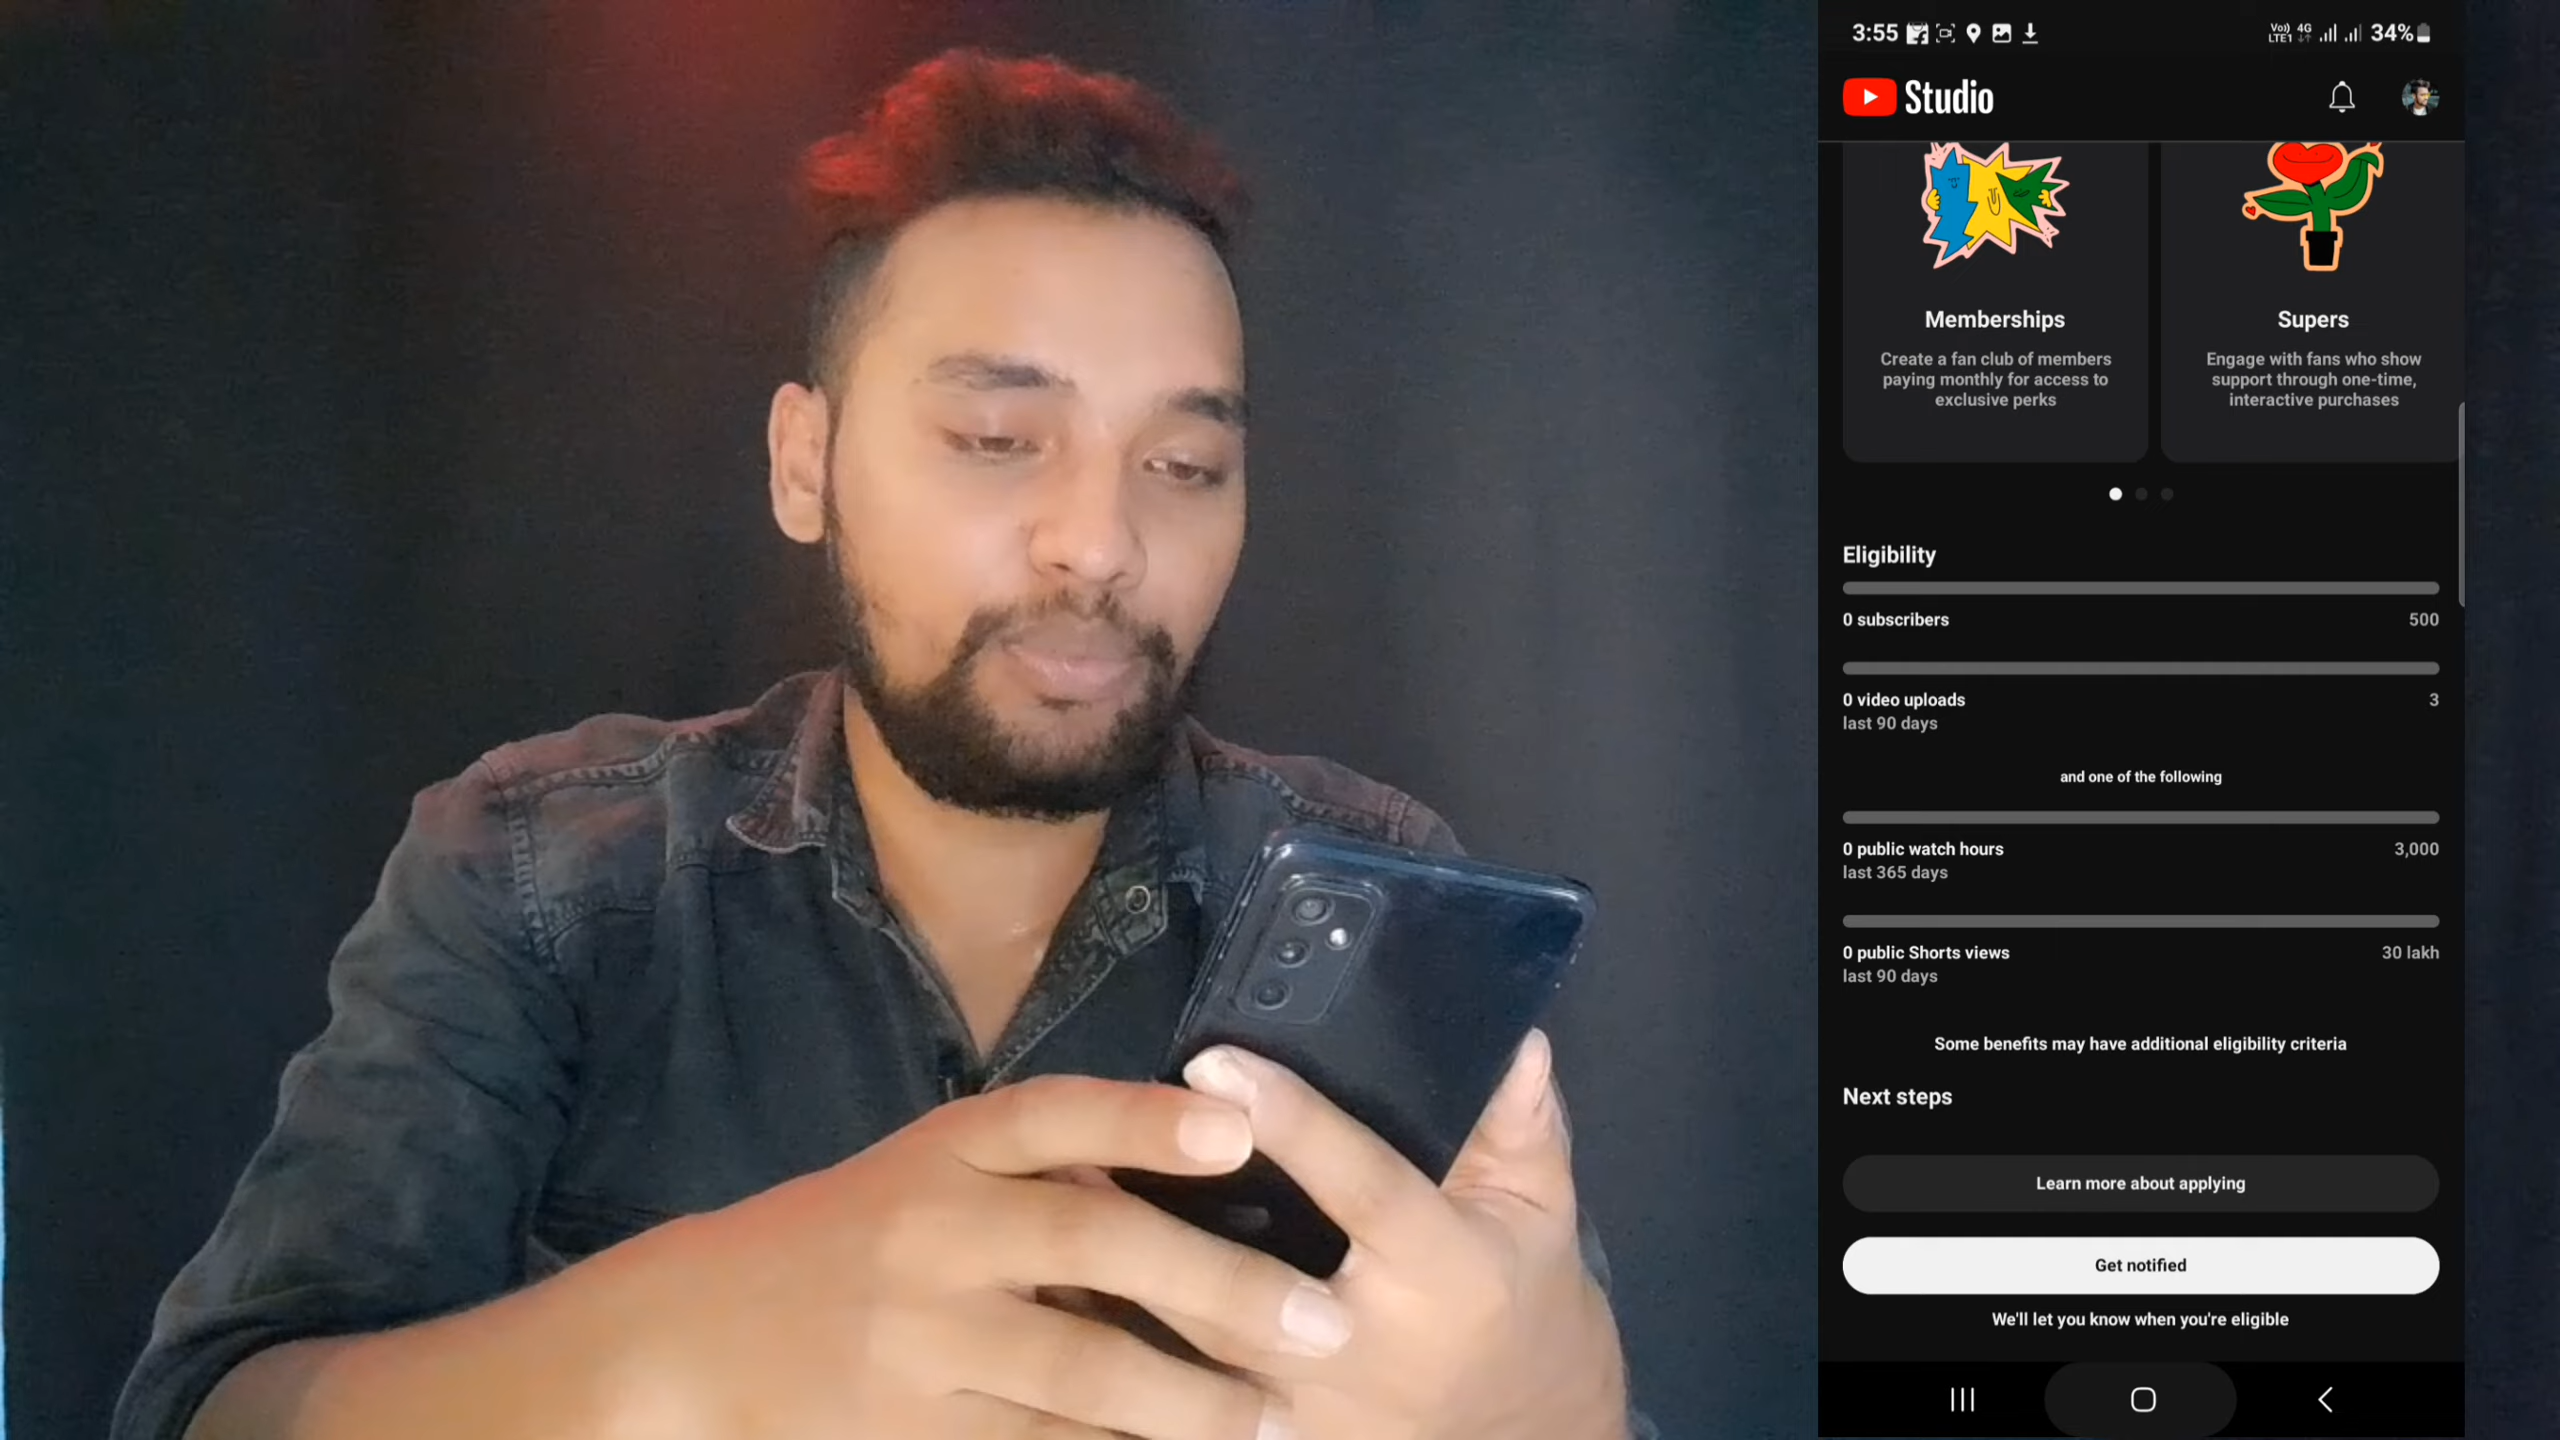 3:55
Vo)) 4G
LTE1
34%
Studio
Memberships
Create a fan club of members
paying monthly for access to
exclusive perks
Supers
Engage with fans who show
support through one-time,
interactive purchases
Eligibility
0 subscribers 500
0 video uploads 3
last 90 days
and one of the following
0 public watch hours 3,000
last 365 days
0 public Shorts views 30 lakh
last 90 days
Some benefits may have additional eligibility criteria
Next steps
Learn more about applying
Get notified
We'll let you know when you're eligible